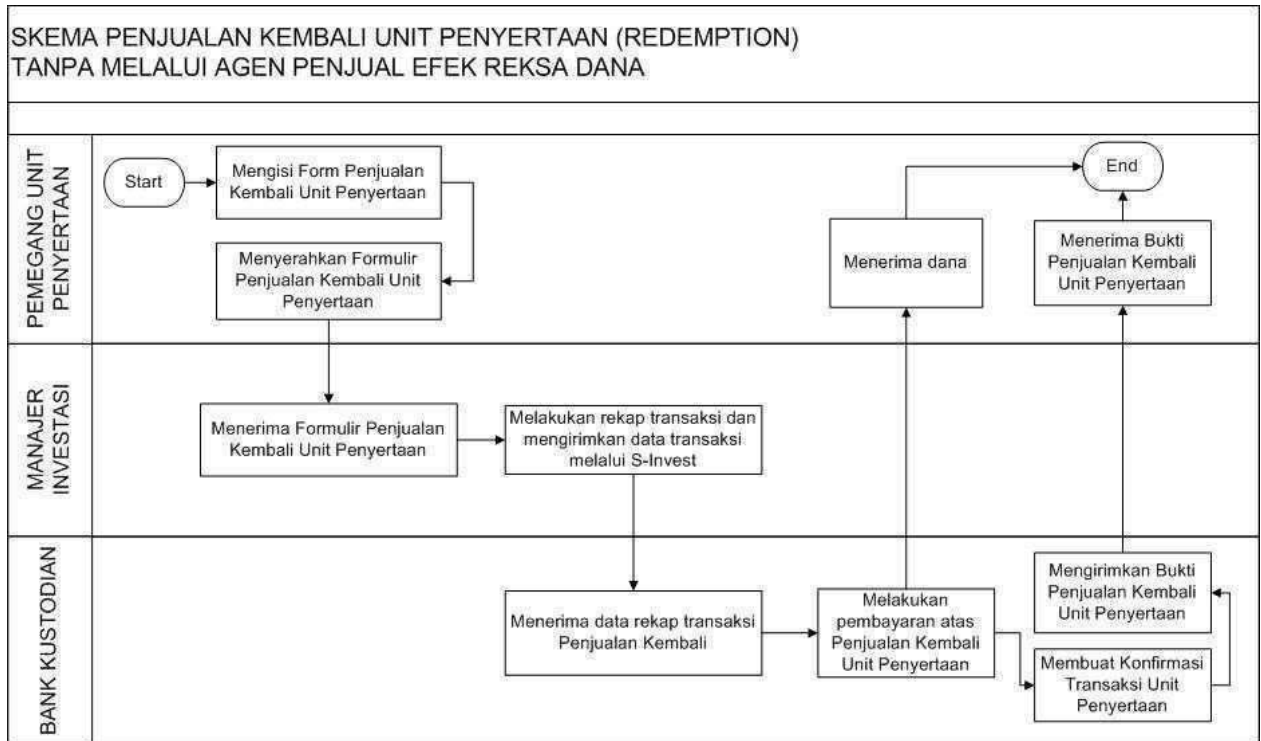 SKEMA PENJUALAN KEMBALI UNIT PENYERTAAN (REDEMPTION)
TANPA MELALUI AGEN PENJUAL EFEK REKSA DANA
PEMEGANG UNIT
PENYERTAAN
Start
Mengisi Form Penjualan
Kembali Unit Penyertaan
Menyerahkan Formulir
Penjualan Kembali Unit
Penyertaan
Menerima dana
End
Menerima Bukti
Penjualan Kembali
Unit Penyertaan
MANAJER
INVESTASI
Menerima Formulir Penjualan
Kembali Unit Penyertaan
Melakukan rekap transaksi dan
mengirimkan data transaksi
melalui S-Invest
BANK KUSTODIAN
Menerima data rekap transaksi
Penjualan Kembali
Melakukan
pembayaran atas
Penjualan Kembali
Unit Penyertaan
Mengirimkan Bukti
Penjualan Kembali
Unit Penyertaan
Membuat Konfirmasi
Transaksi Unit
Penyertaan